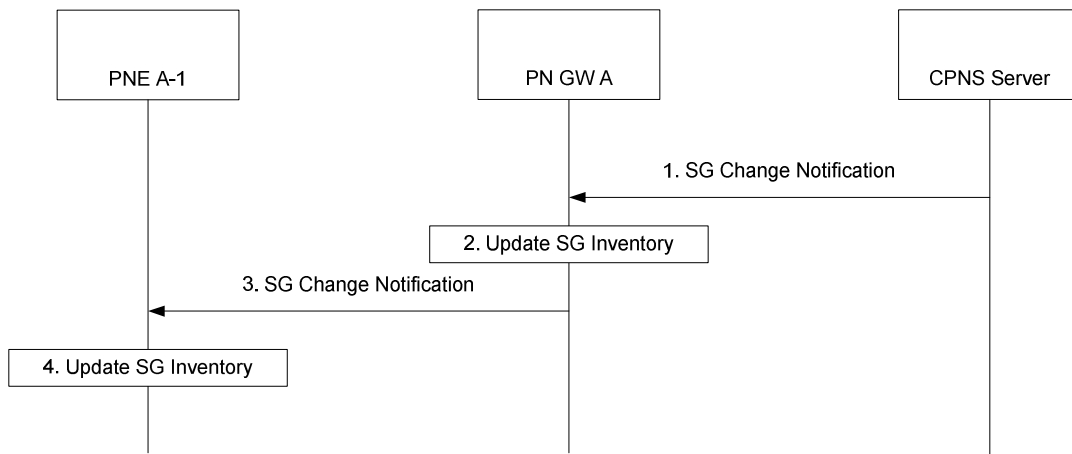 PNE A-1
PN GW A
CPNS Server
1. SG Change Notification
2. Update SG Inventory
3. SG Change Notification
4. Update SG Inventory